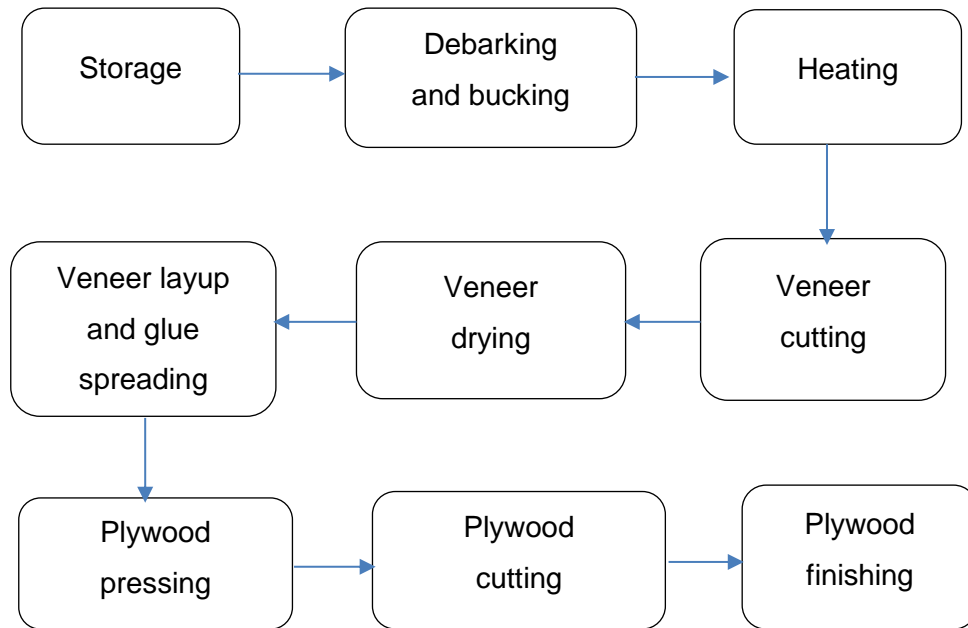 Storage
Debarking
and bucking
Heating
Veneer layup
and glue
spreading
Veneer
drying
Veneer
cutting
Plywood
pressing
Plywood
cutting
Plywood
finishing